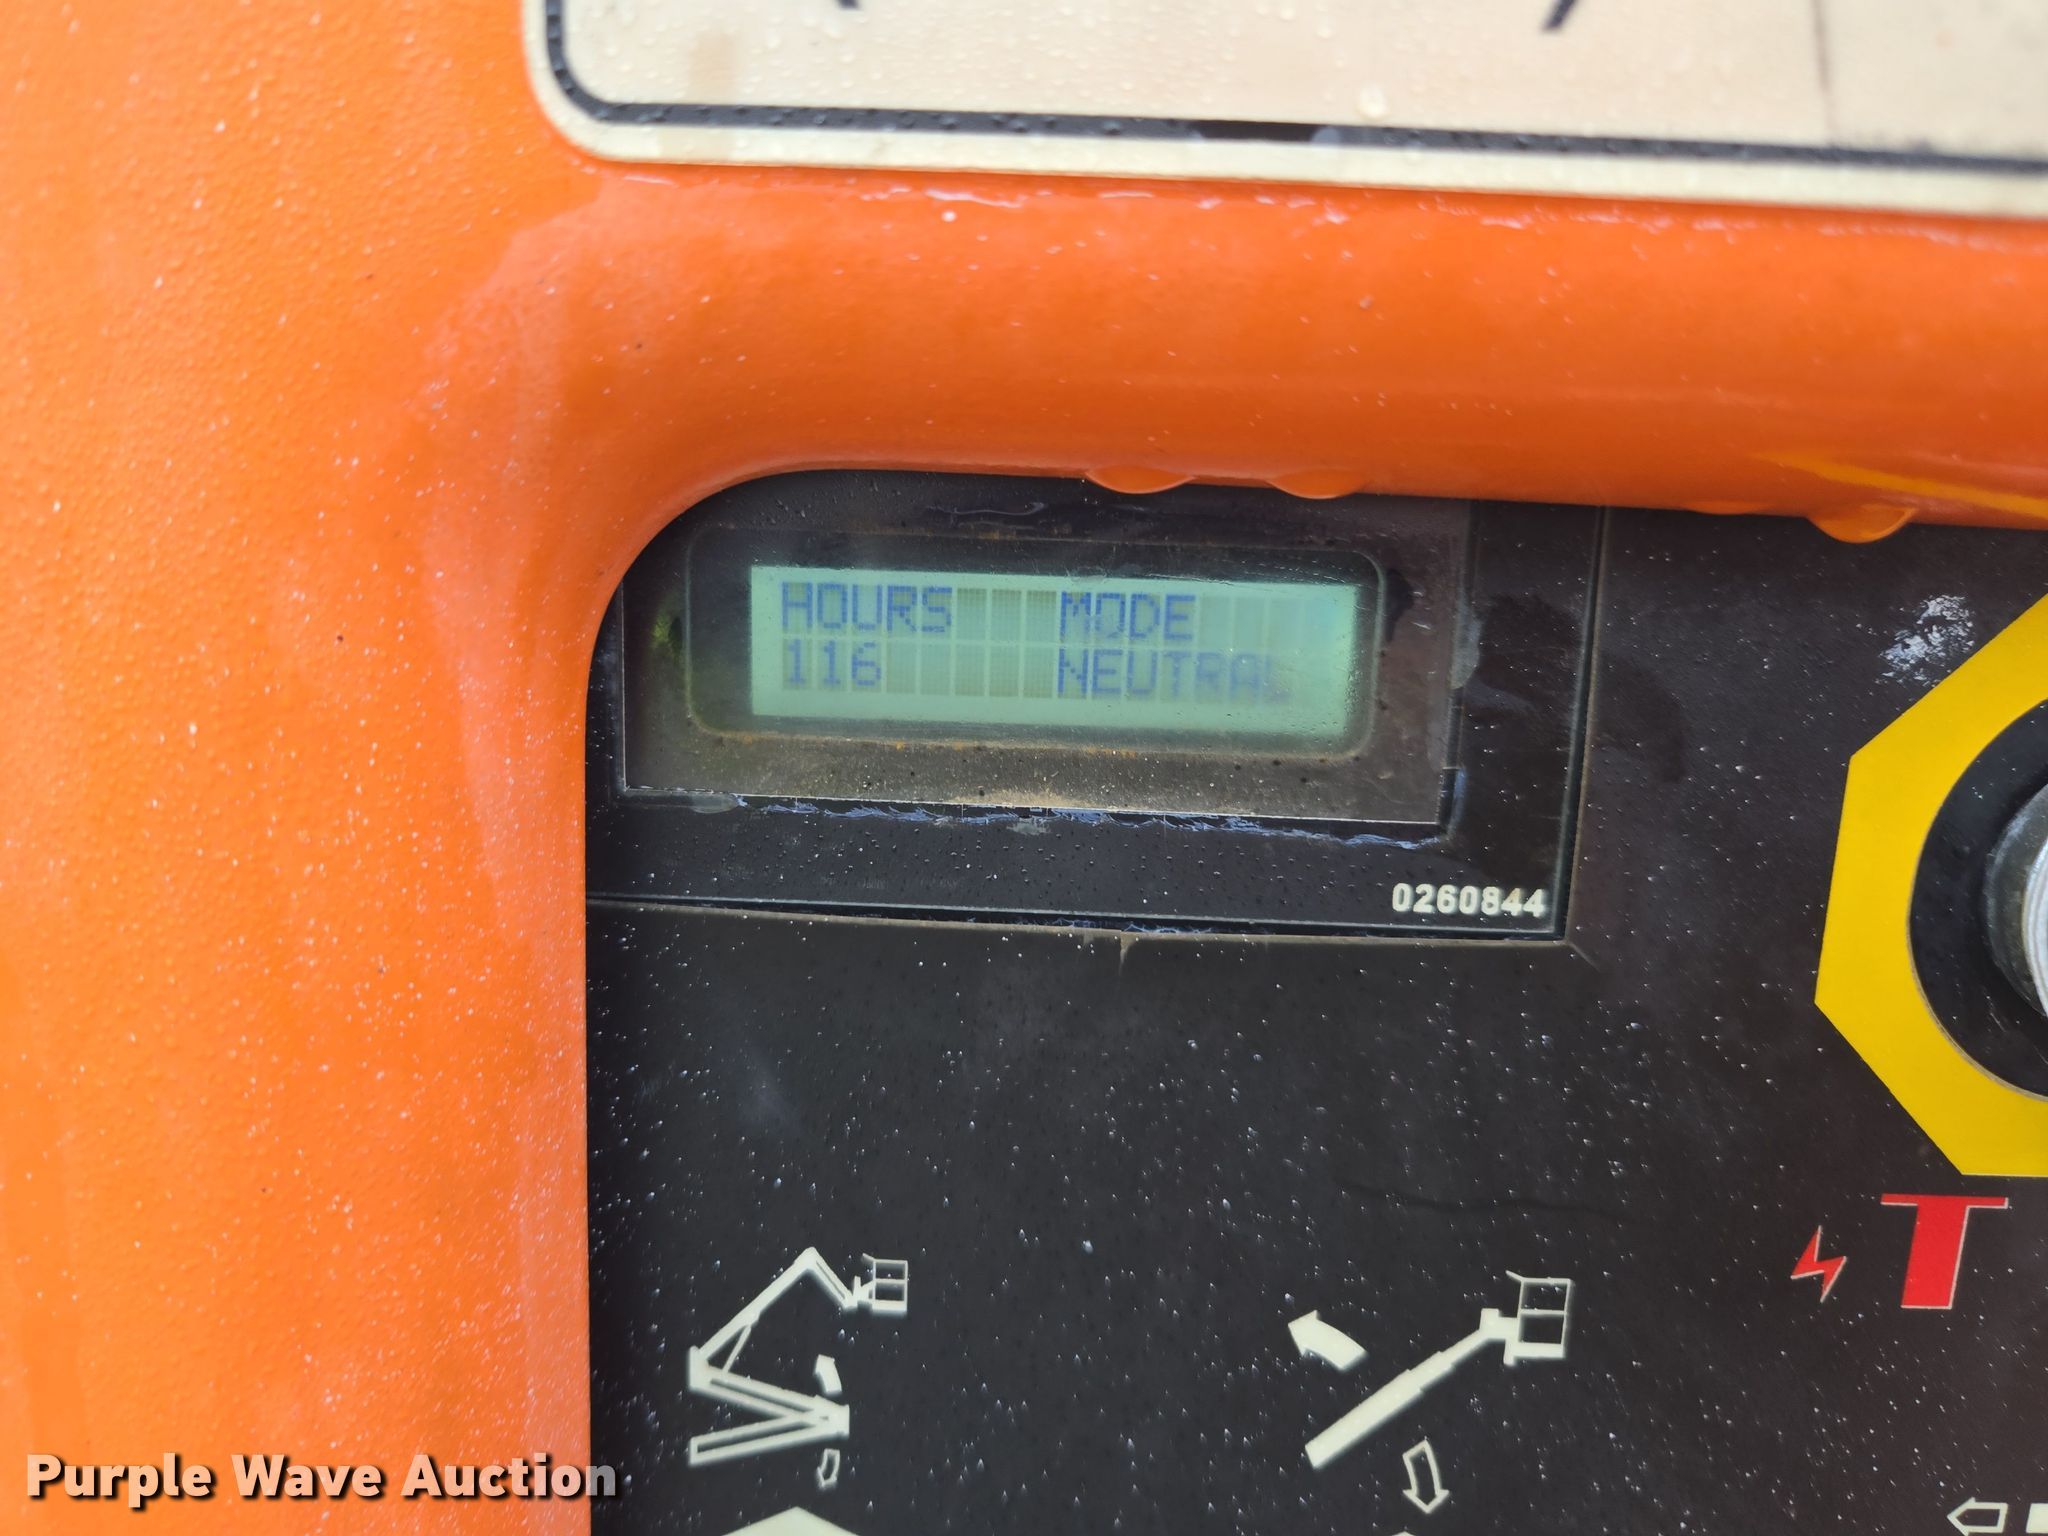 HOURS MODE
116 NEUTRAL
0260844
T
Purple Wave Auction